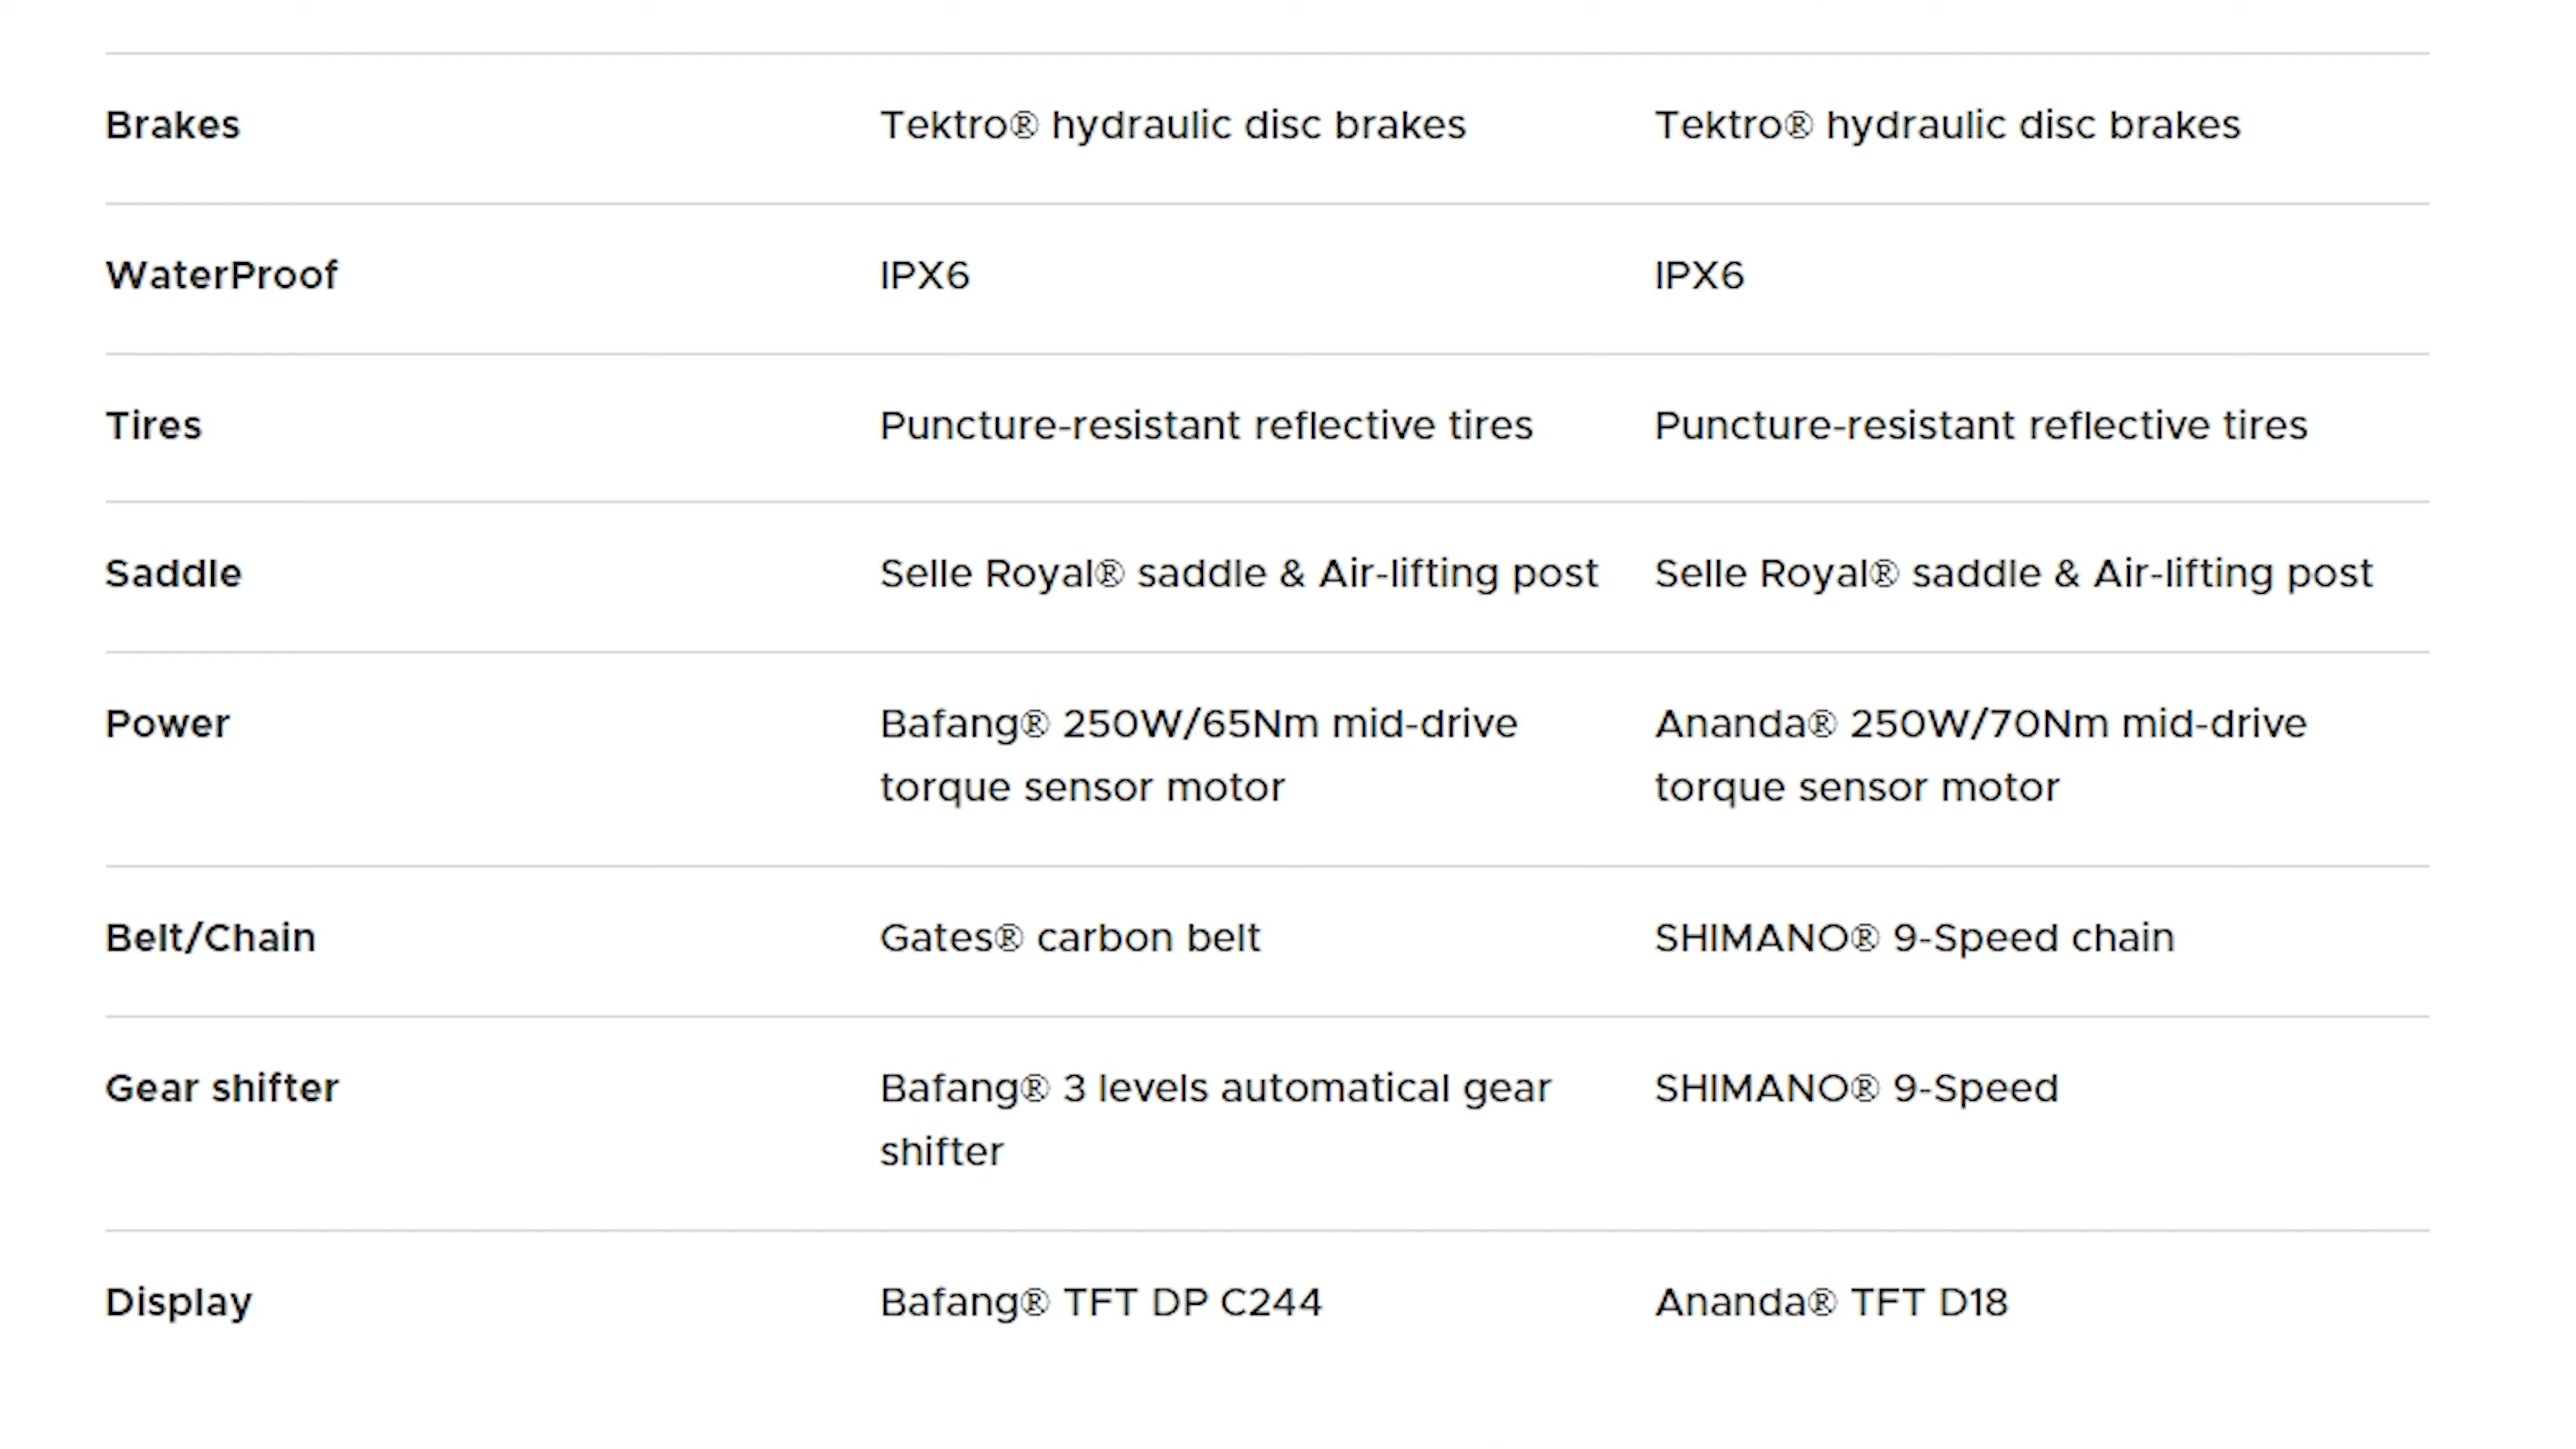 Brakes Tektro® hydraulic disc brakes Tektro® hydraulic disc brakes
WaterProof IPX6 IPX6
Tires Puncture-resistant reflective tires Puncture-resistant reflective tires
Saddle Selle Royal® saddle & Air-lifting post Selle Royal® saddle & Air-lifting post
Power Bafang® 250W/65Nm mid-drive Ananda® 250W/70Nm mid-drive
torque sensor motor torque sensor motor
Belt/Chain Gates® carbon belt SHIMANO® 9-Speed chain
Gear shifter Bafang® 3 levels automatical gear SHIMANO® 9-Speed
shifter
Display Bafang® TFT DP C244 Ananda® TFT D18